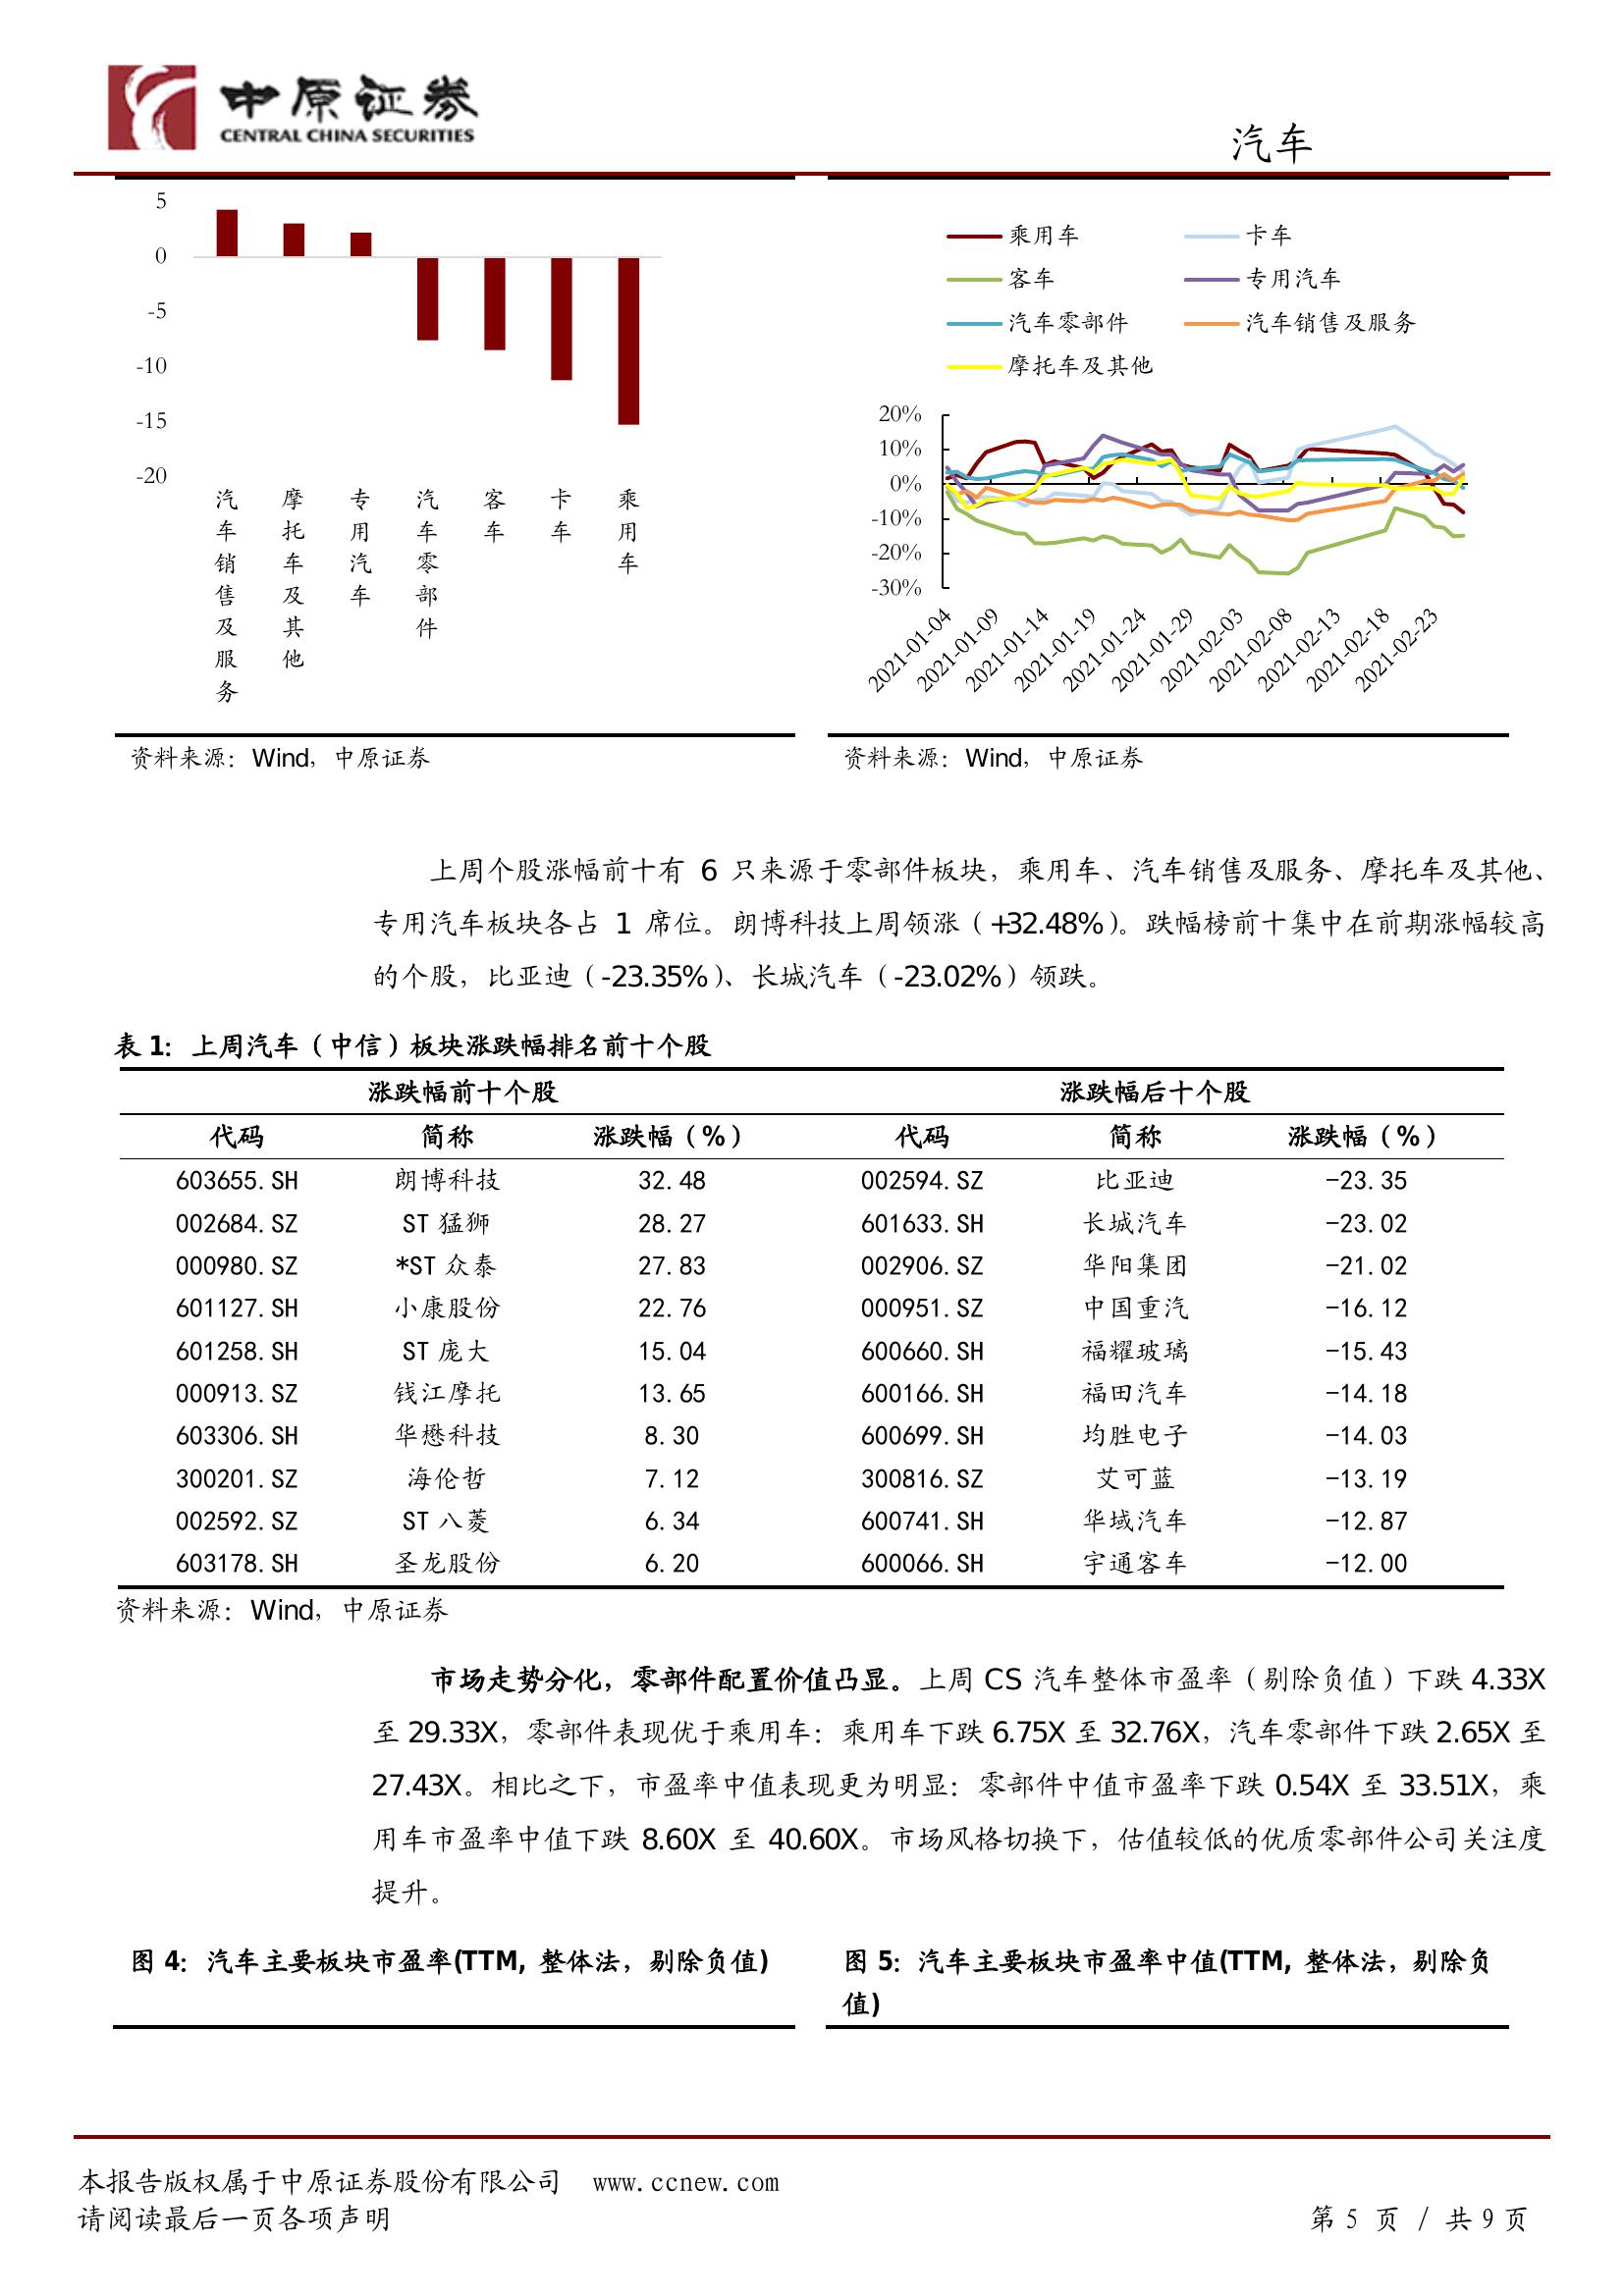 中原证券
CENTRAL CHINA SECURITIES
汽车
5
0
-5
-10
-15
-20
汽车销售及服务
摩托车及其他
专用汽车
汽车零部件
客车
卡车
乘用车
乘用车
卡车
客车
专用汽车
汽车零部件
汽车销售及服务
摩托车及其他
20%
10%
0%
-10%
-20%
-30%
2021-01-04
2021-01-09
2021-01-14
2021-01-19
2021-01-24
2021-01-29
2021-02-03
2021-02-08
2021-02-13
2021-02-18
2021-02-23
资料来源：Wind，中原证券
资料来源：Wind，中原证券
上周个股涨幅前十有 6 只来源于零部件板块，乘用车、汽车销售及服务、摩托车及其他、
专用汽车板块各占 1 席位。朗博科技上周领涨（+32.48%）。跌幅榜前十集中在前期涨幅较高
的个股，比亚迪（-23.35%）、长城汽车（-23.02%）领跌。
表 1：上周汽车（中信）板块涨跌幅排名前十个股
涨跌幅前十个股 涨跌幅后十个股
代码 简称 涨跌幅（%） 代码 简称 涨跌幅（%）
603655.SH 朗博科技 32.48 002594.SZ 比亚迪 -23.35
002684.SZ ST 猛狮 28.27 601633.SH 长城汽车 -23.02
000980.SZ *ST 众泰 27.83 002906.SZ 华阳集团 -21.02
601127.SH 小康股份 22.76 000951.SZ 中国重汽 -16.12
601258.SH ST 庞大 15.04 600660.SH 福耀玻璃 -15.43
000913.SZ 钱江摩托 13.65 600166.SH 福田汽车 -14.18
603306.SH 华懋科技 8.30 600699.SH 均胜电子 -14.03
300201.SZ 海伦哲 7.12 300816.SZ 艾可蓝 -13.19
002592.SZ ST 八菱 6.34 600741.SH 华域汽车 -12.87
603178.SH 圣龙股份 6.20 600066.SH 宇通客车 -12.00
资料来源：Wind，中原证券
市场走势分化，零部件配置价值凸显。上周 CS 汽车整体市盈率（剔除负值）下跌 4.33X
至 29.33X，零部件表现优于乘用车：乘用车下跌 6.75X 至 32.76X，汽车零部件下跌 2.65X 至
27.43X。相比之下，市盈率中值表现更为明显：零部件中值市盈率下跌 0.54X 至 33.51X，乘
用车市盈率中值下跌 8.60X 至 40.60X。市场风格切换下，估值较低的优质零部件公司关注度
提升。
图 4：汽车主要板块市盈率(TTM, 整体法，剔除负值)
图 5：汽车主要板块市盈率中值(TTM, 整体法，剔除负
值)
本报告版权属于中原证券股份有限公司 www.ccnew.com
请阅读最后一页各项声明
第 5 页 / 共 9 页